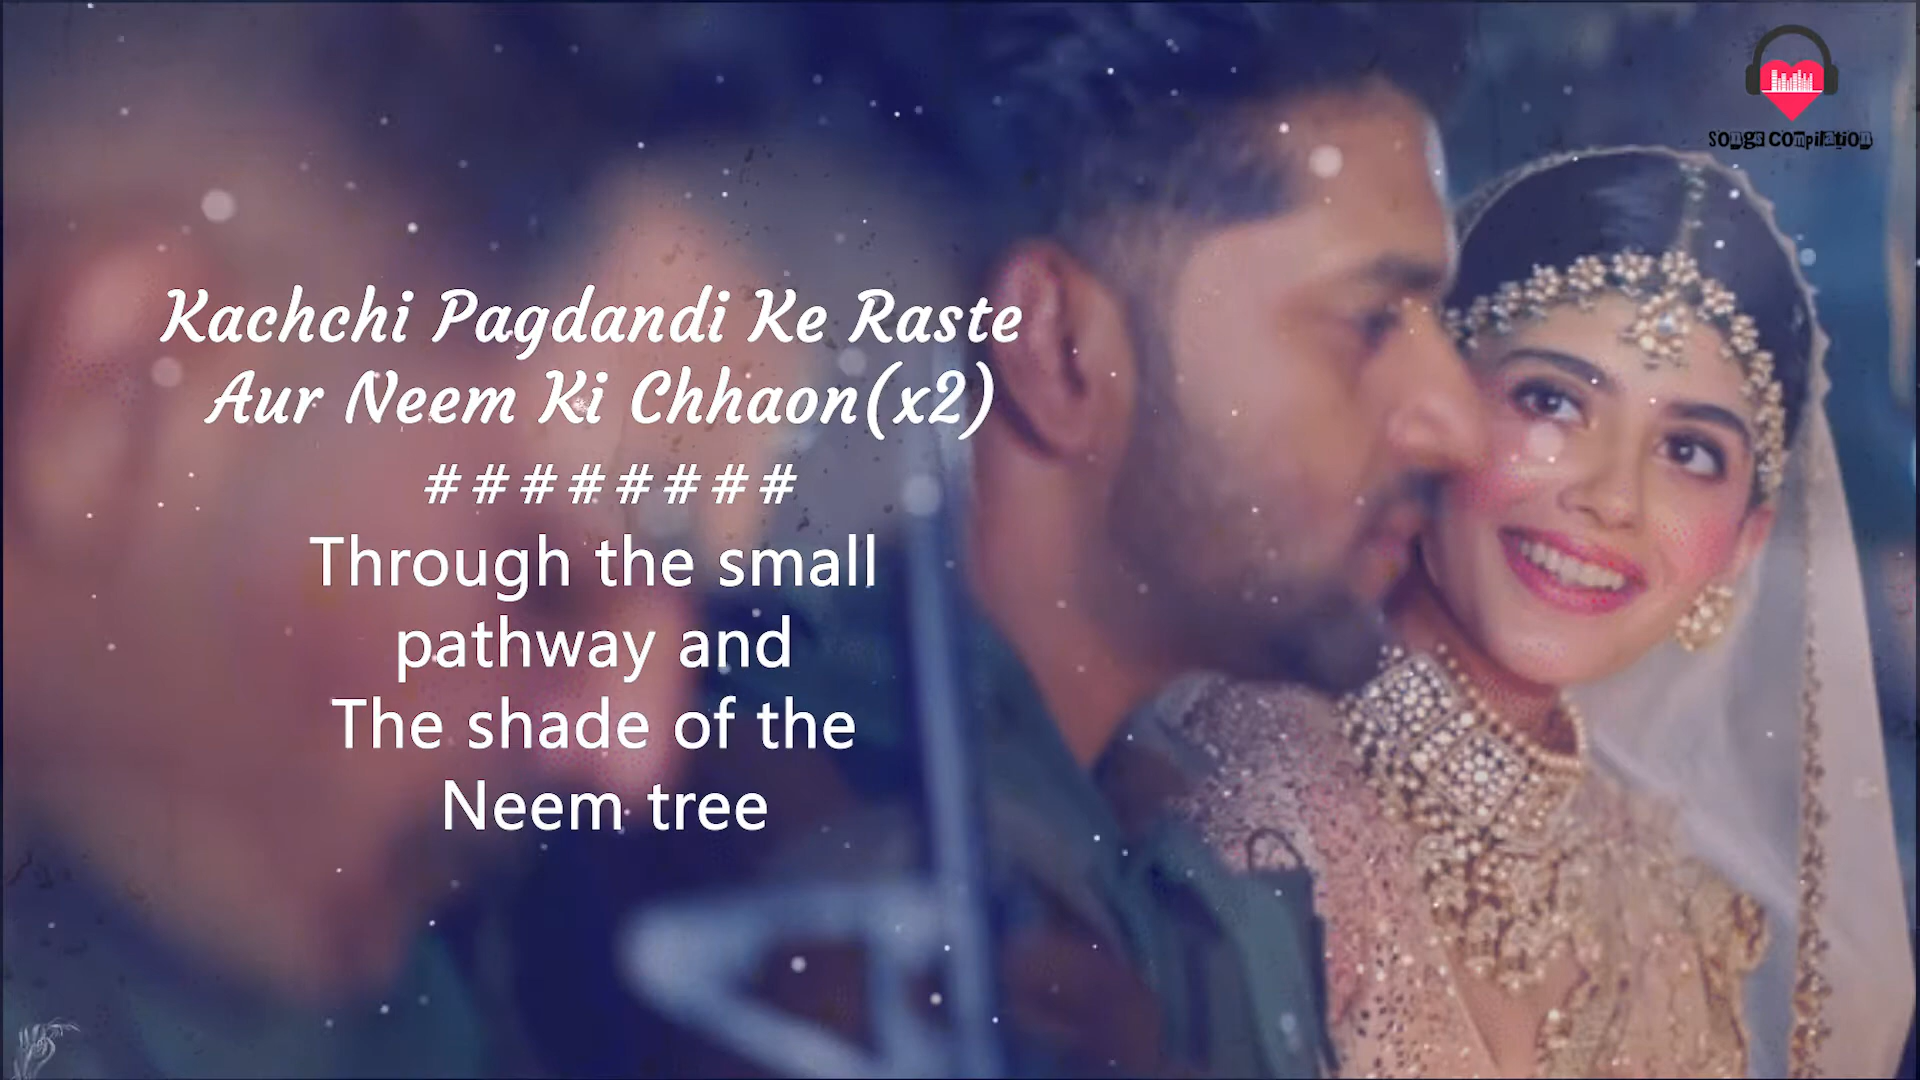 Songs Compilation
Kachchi Pagdandi Ke Raste
Aur Neem Ki Chhaon(x2)
########
Through the small
pathway and
The shade of the
Neem tree